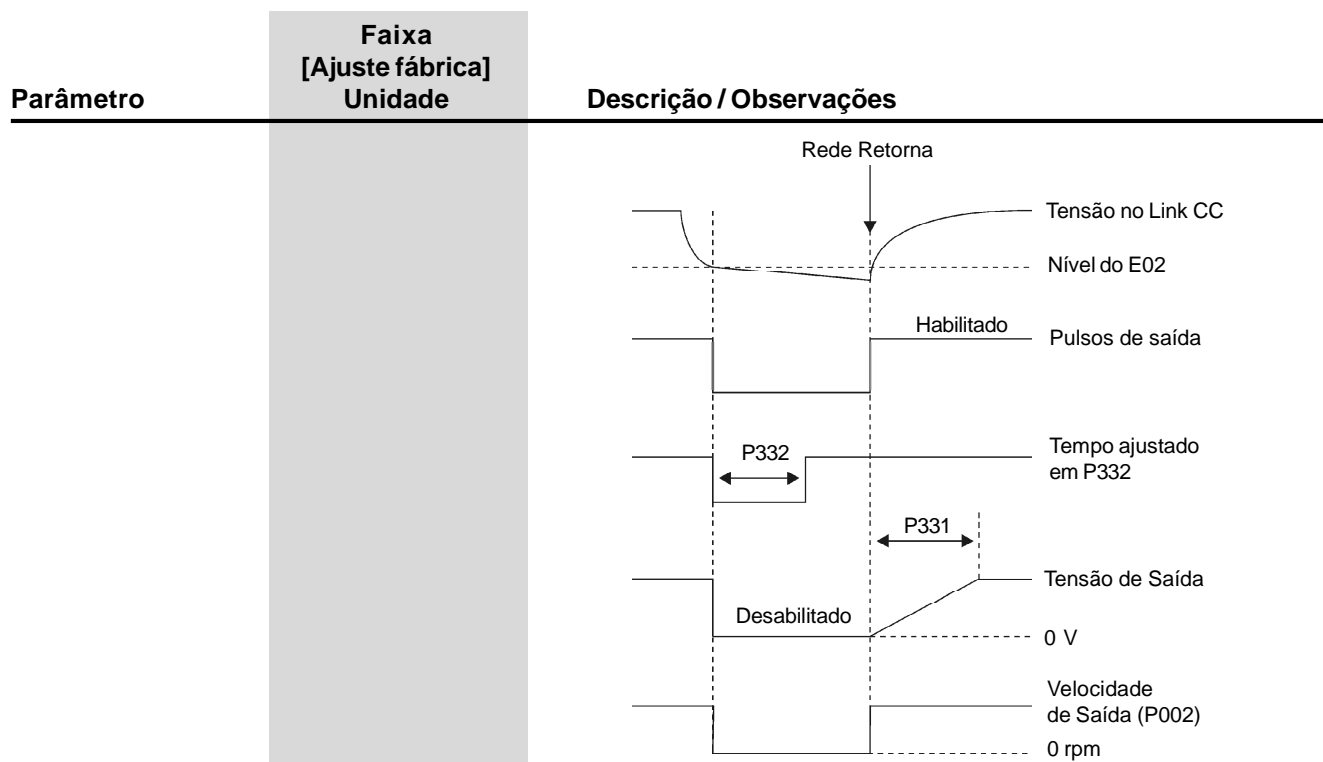 Faixa
[Ajuste fábrica]
Parâmetro Unidade Descrição / Observações
Rede Retorna
Tensão no Link CC
Nível do E02
Habilitado
Pulsos de saída
P332
Tempo ajustado
em P332
P331
Tensão de Saída
Desabilitado
0 V
Velocidade
de Saída (P002)
0 rpm